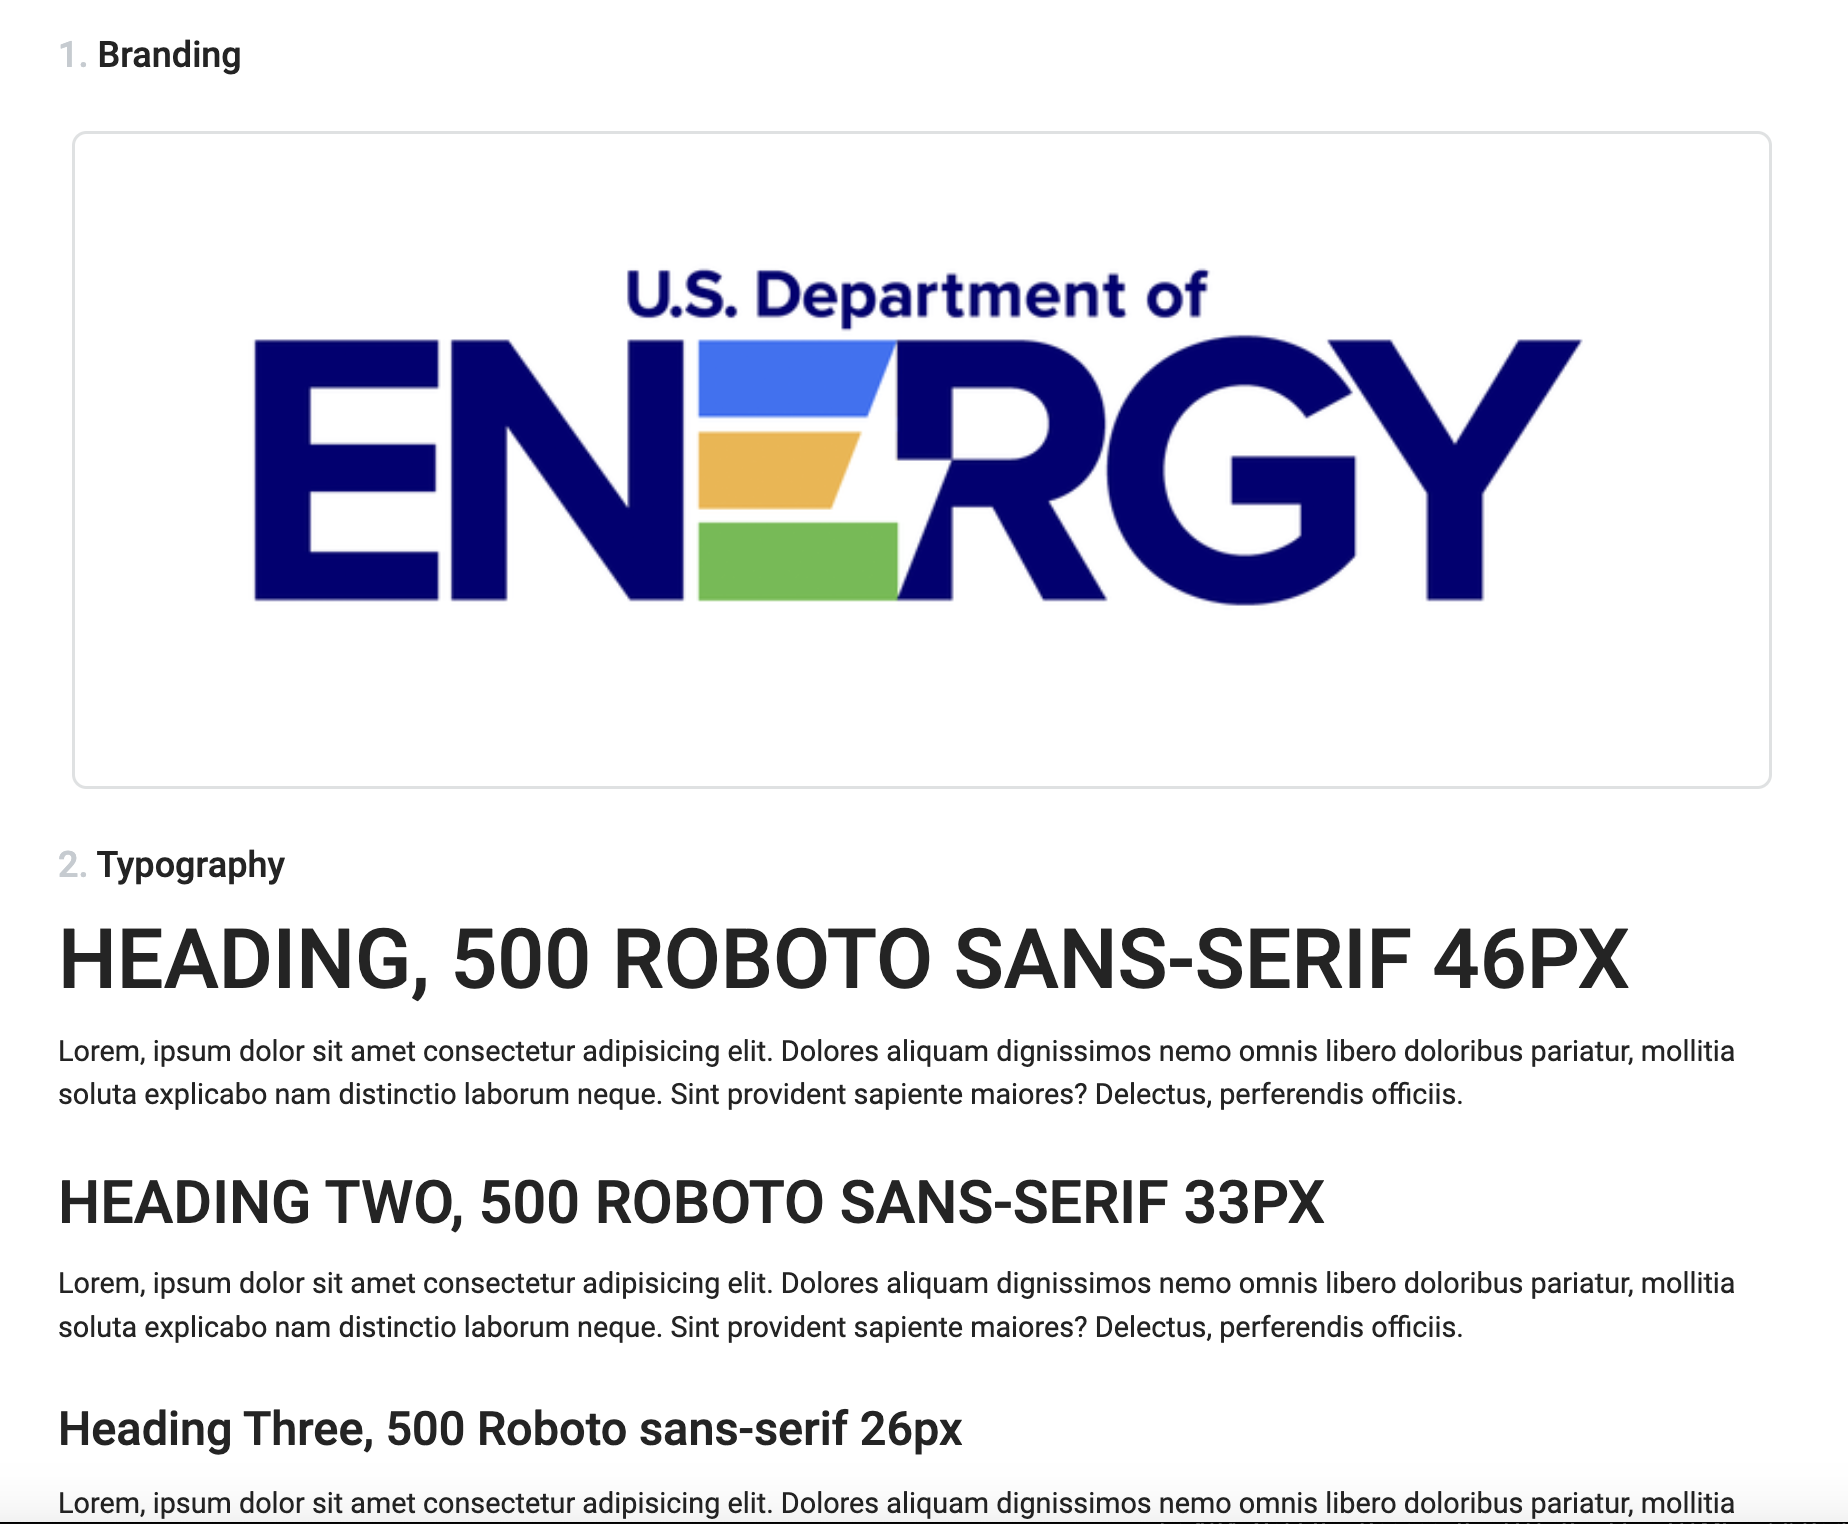 1. Branding
U.S. Department of
ENERGY
2. Typography
HEADING, 500 ROBOTO SANS-SERIF 46PX
Lorem, ipsum dolor sit amet consectetur adipisicing elit. Dolores aliquam dignissimos nemo omnis libero doloribus pariatur, mollitia
soluta explicabo nam distinctio laborum neque. Sint provident sapiente maiores? Delectus, perferendis officiis.
HEADING TWO, 500 ROBOTO SANS-SERIF 33PX
Lorem, ipsum dolor sit amet consectetur adipisicing elit. Dolores aliquam dignissimos nemo omnis libero doloribus pariatur, mollitia
soluta explicabo nam distinctio laborum neque. Sint provident sapiente maiores? Delectus, perferendis officiis.
Heading Three, 500 Roboto sans-serif 26px
Lorem, ipsum dolor sit amet consectetur adipisicing elit. Dolores aliquam dignissimos nemo omnis libero doloribus pariatur, mollitia